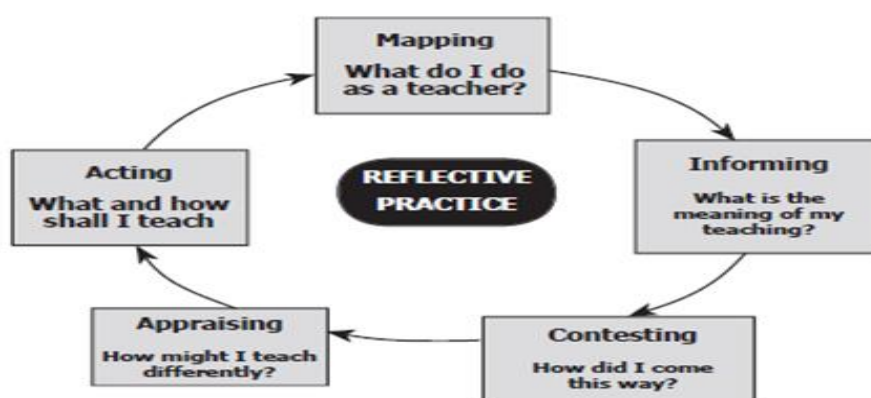 Mapping
What do I do
as a teacher?
Informing
What is the
meaning of my
teaching?
Contesting
How did I come
this way?
Appraising
How might I teach
differently?
Acting
What and how
shall I teach
REFLECTIVE
PRACTICE